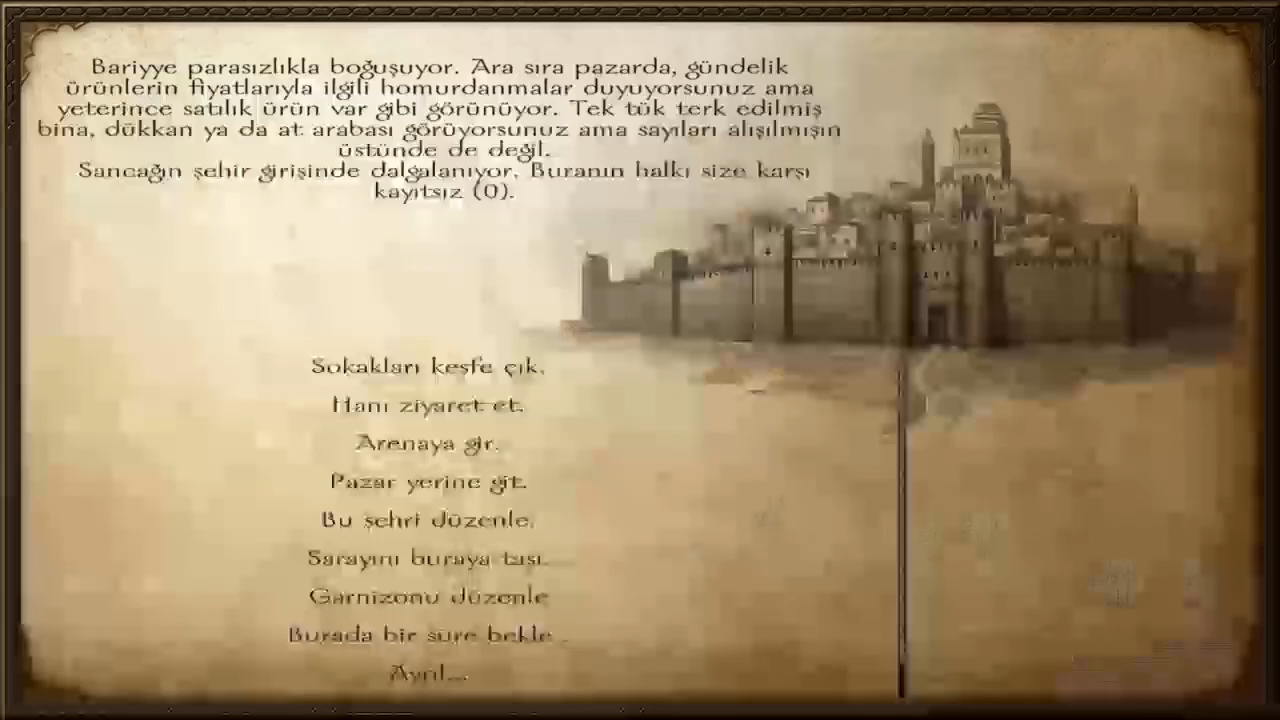 Bariyye parasızlıkla boğuşuyor. Ara sıra pazarda, gündelik
ürünlerin fiyatlarıyla ilgili homurdanmalar duyuyorsunuz ama
yeterince satılık ürün var gibi görünüyor. Tek tük terk edilmiş
bina, dükkan ya da at arabası görüyorsunuz ama sayıları alışılmışın
üstünde de değil.
Sancağın şehir girişinde dalgalanıyor. Buranın halkı size karşı
kayıtsız (0).
Sokakları keşfe çık.
Hanı ziyaret et.
Arenaya gir.
Pazar yerine git.
Bu şehri düzenle.
Sarayını buraya taşı.
Garnizonu düzenle
Burada bir süre bekle..
Ayrıl...